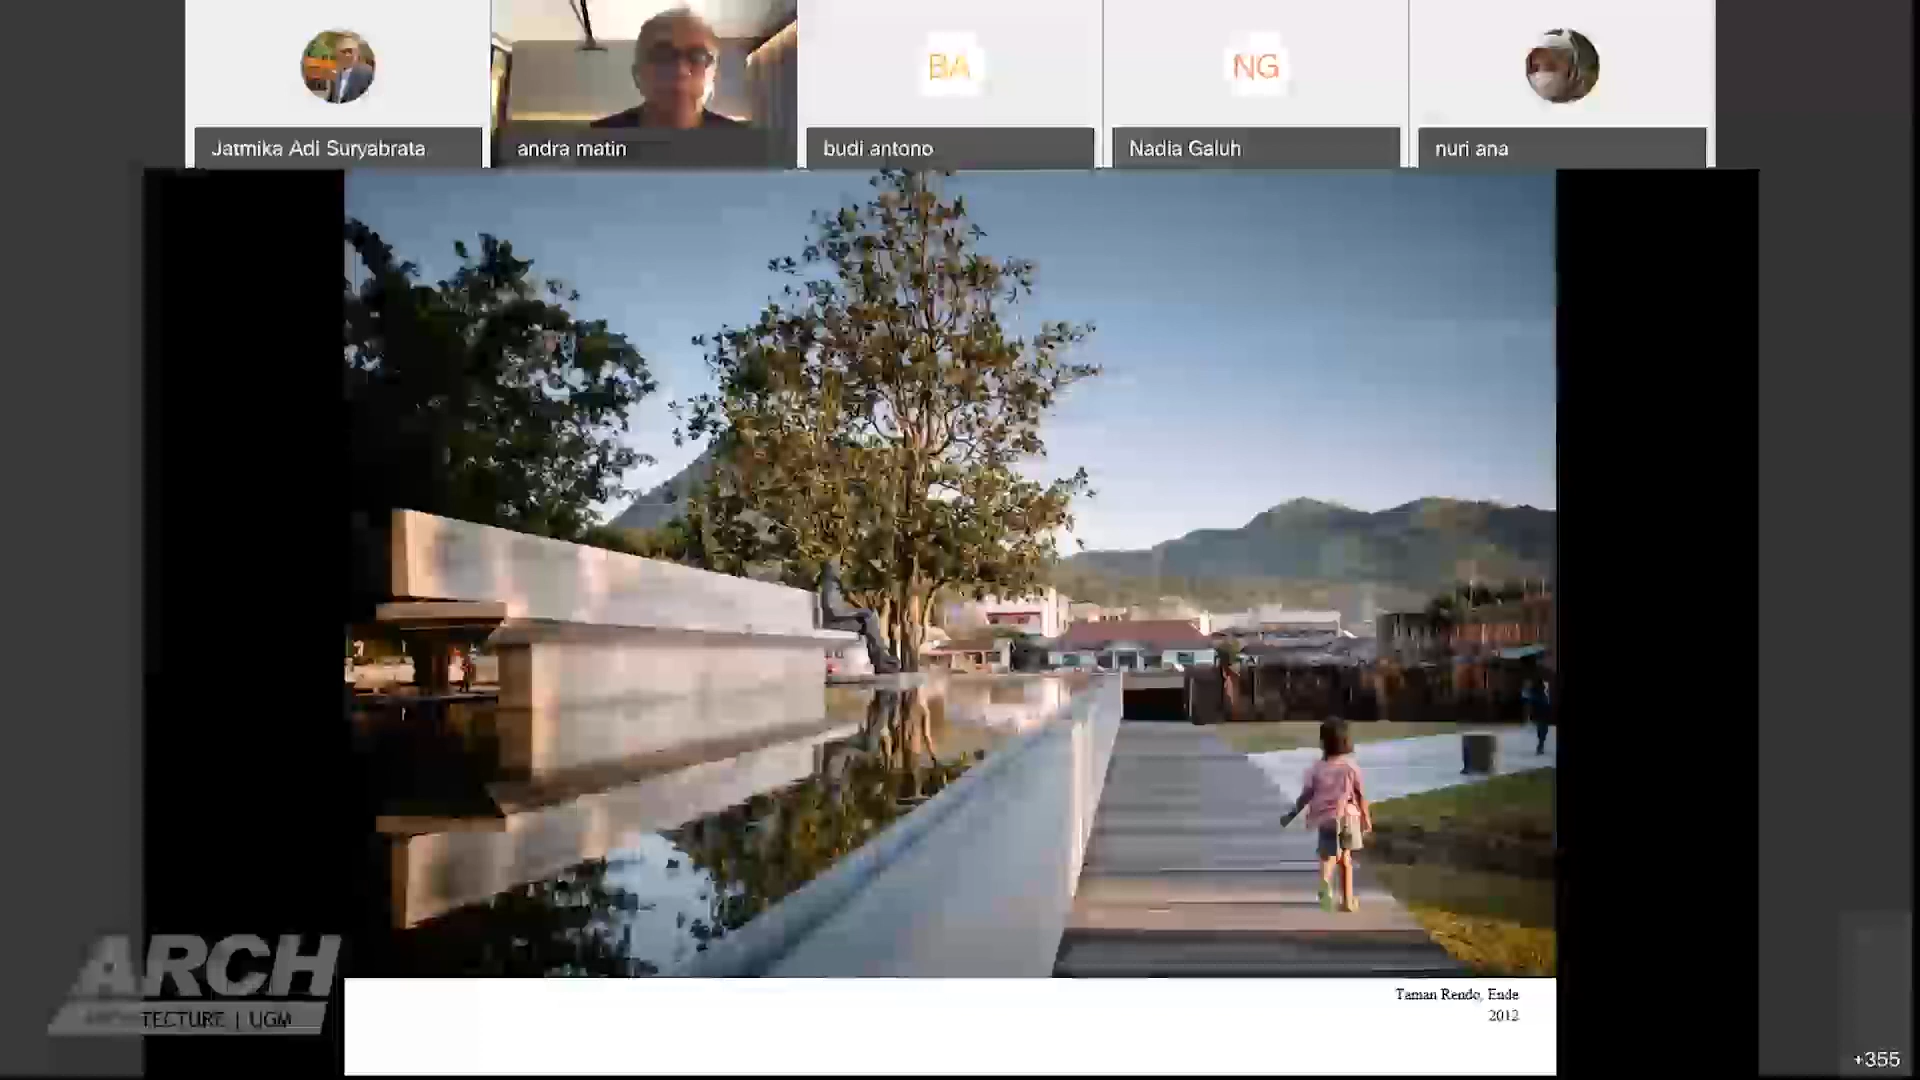 BA
NG
Jatmika Adi Suryabrata
andra matin
budi antono
Nadia Galuh
nuri ana
ARCH
TECTURE | UGM
Taman Rendo, Ende
2012
+355